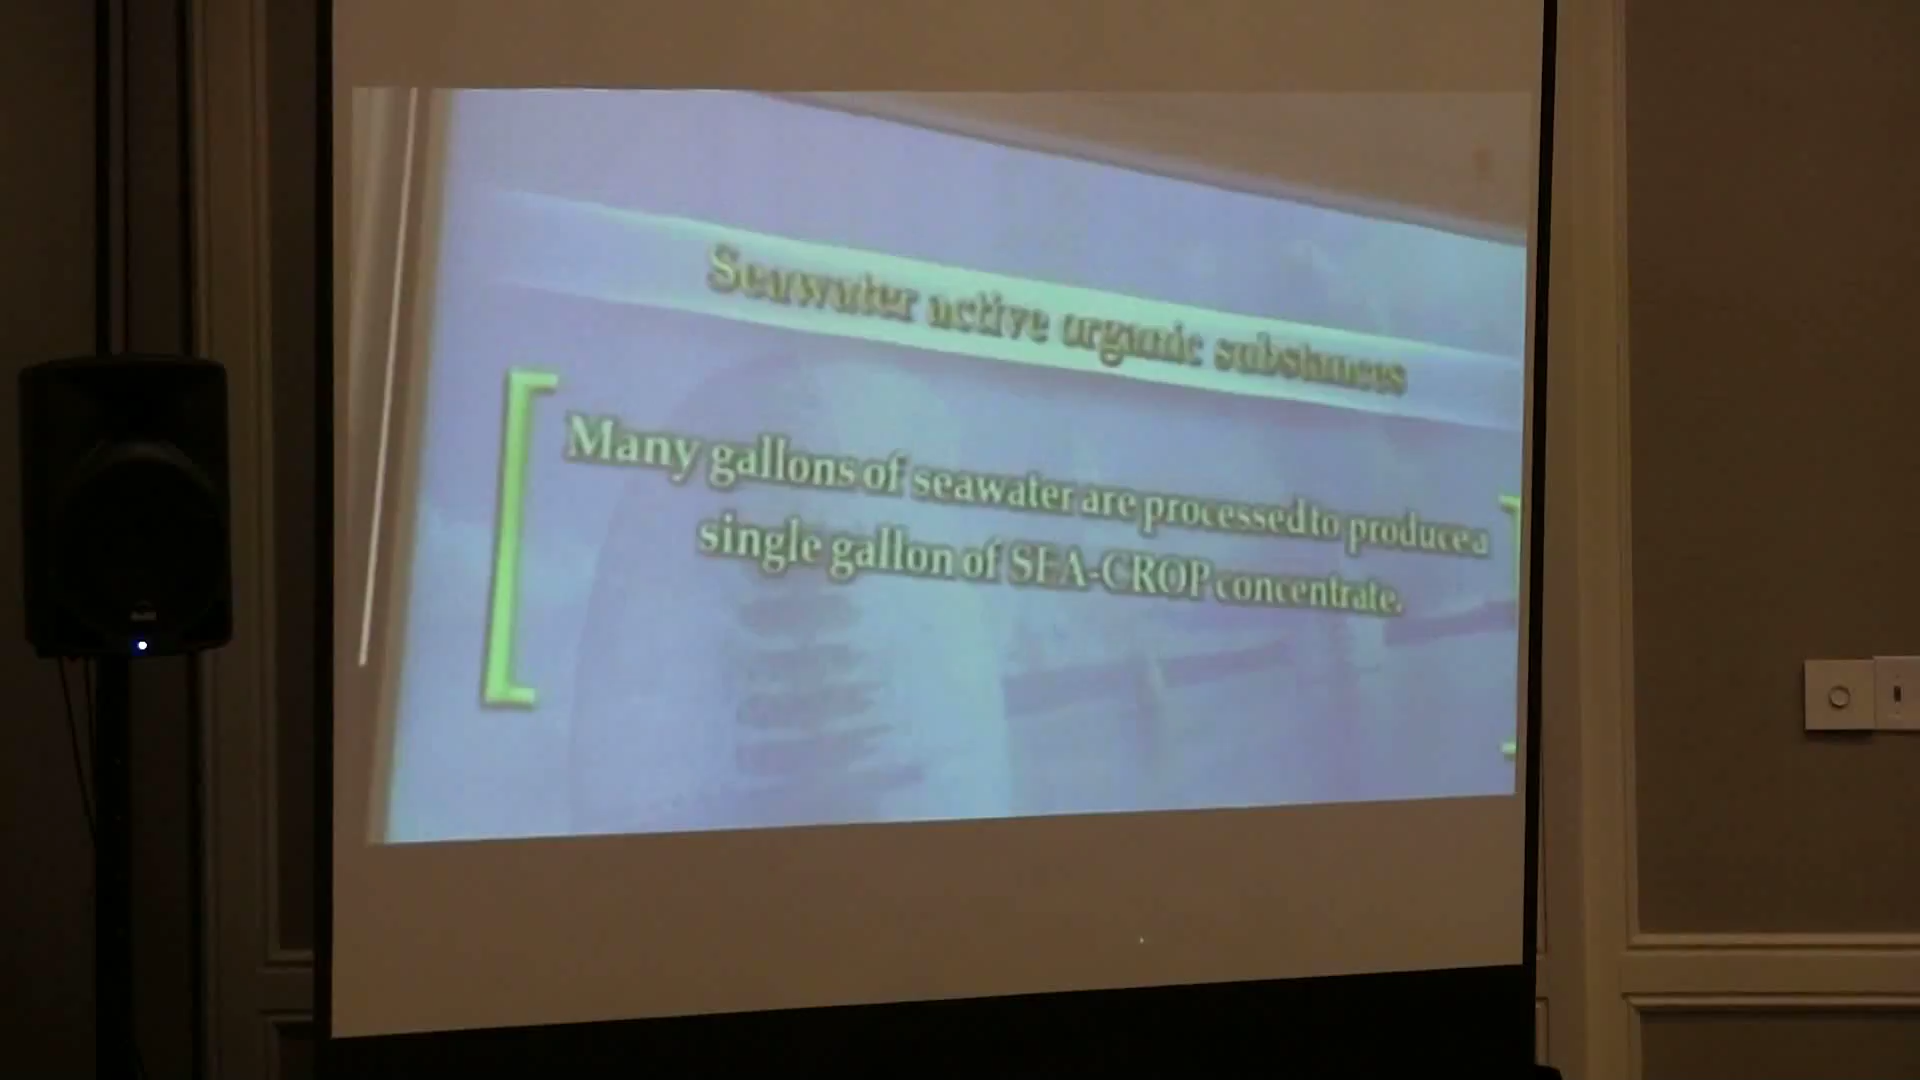 Seawater active organic substances
Many gallons of seawater are processed to produce a
single gallon of SEA-CROP concentrate.